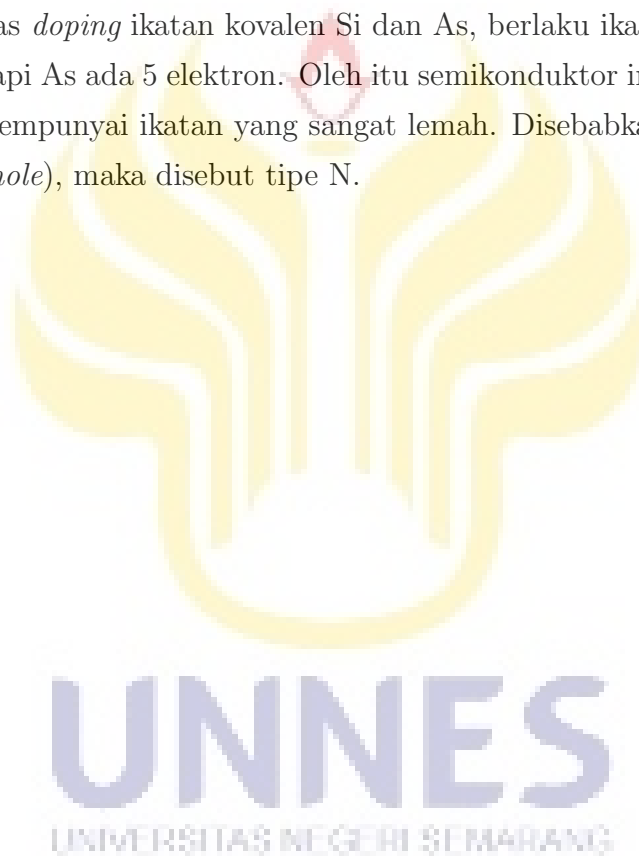 as doping ikatan kovalen Si dan As, berlaku ika
api As ada 5 elektron. Oleh itu semikonduktor i
empunyai ikatan yang sangat lemah. Disebabka
hole), maka disebut tipe N.
UNNES
UNIVERSITAS NEGERI SEMARANG